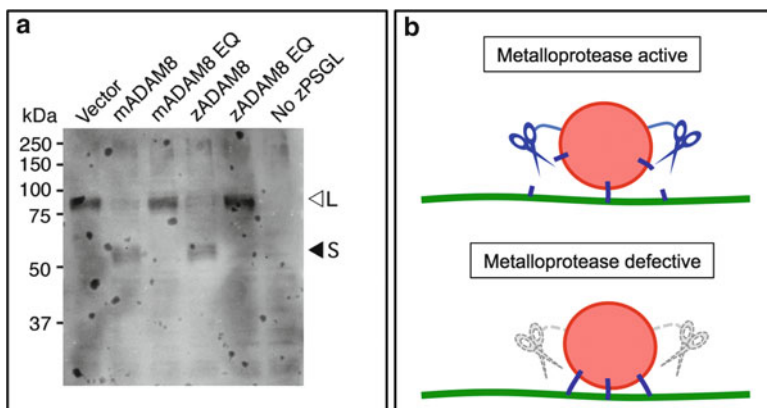 a
Vector
mADAM8
mADAM8 EQ
zADAM8
zADAM8 EQ
No zPSGL
kDa
250
150
100
75
50
37
L
S
b
Metalloprotease active
Metalloprotease defective